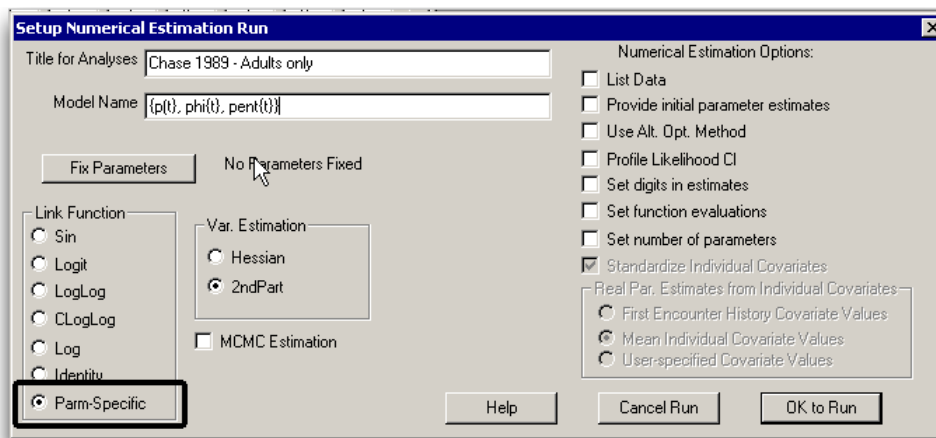 Setup Numerical Estimation Run
Title for Analyses Chase 1989 - Adults only
Model Name {p(t}, phi{t}, pent{t}}
Fix Parameters
No Parameters Fixed
Link Function
Sin
Logit
LogLog
CLogLog
Log
Identity
Parm-Specific
Var. Estimation
Hessian
2ndPart
MCMC Estimation
Numerical Estimation Options:
List Data
Provide initial parameter estimates
Use Alt. Opt. Method
Profile Likelihood CI
Set digits in estimates
Set function evaluations
Set number of parameters
Standardize Individual Covariates
Real Par. Estimates from Individual Covariates
First Encounter History Covariate Values
Mean Individual Covariate Values
User-specified Covariate Values
Help
Cancel Run
OK to Run